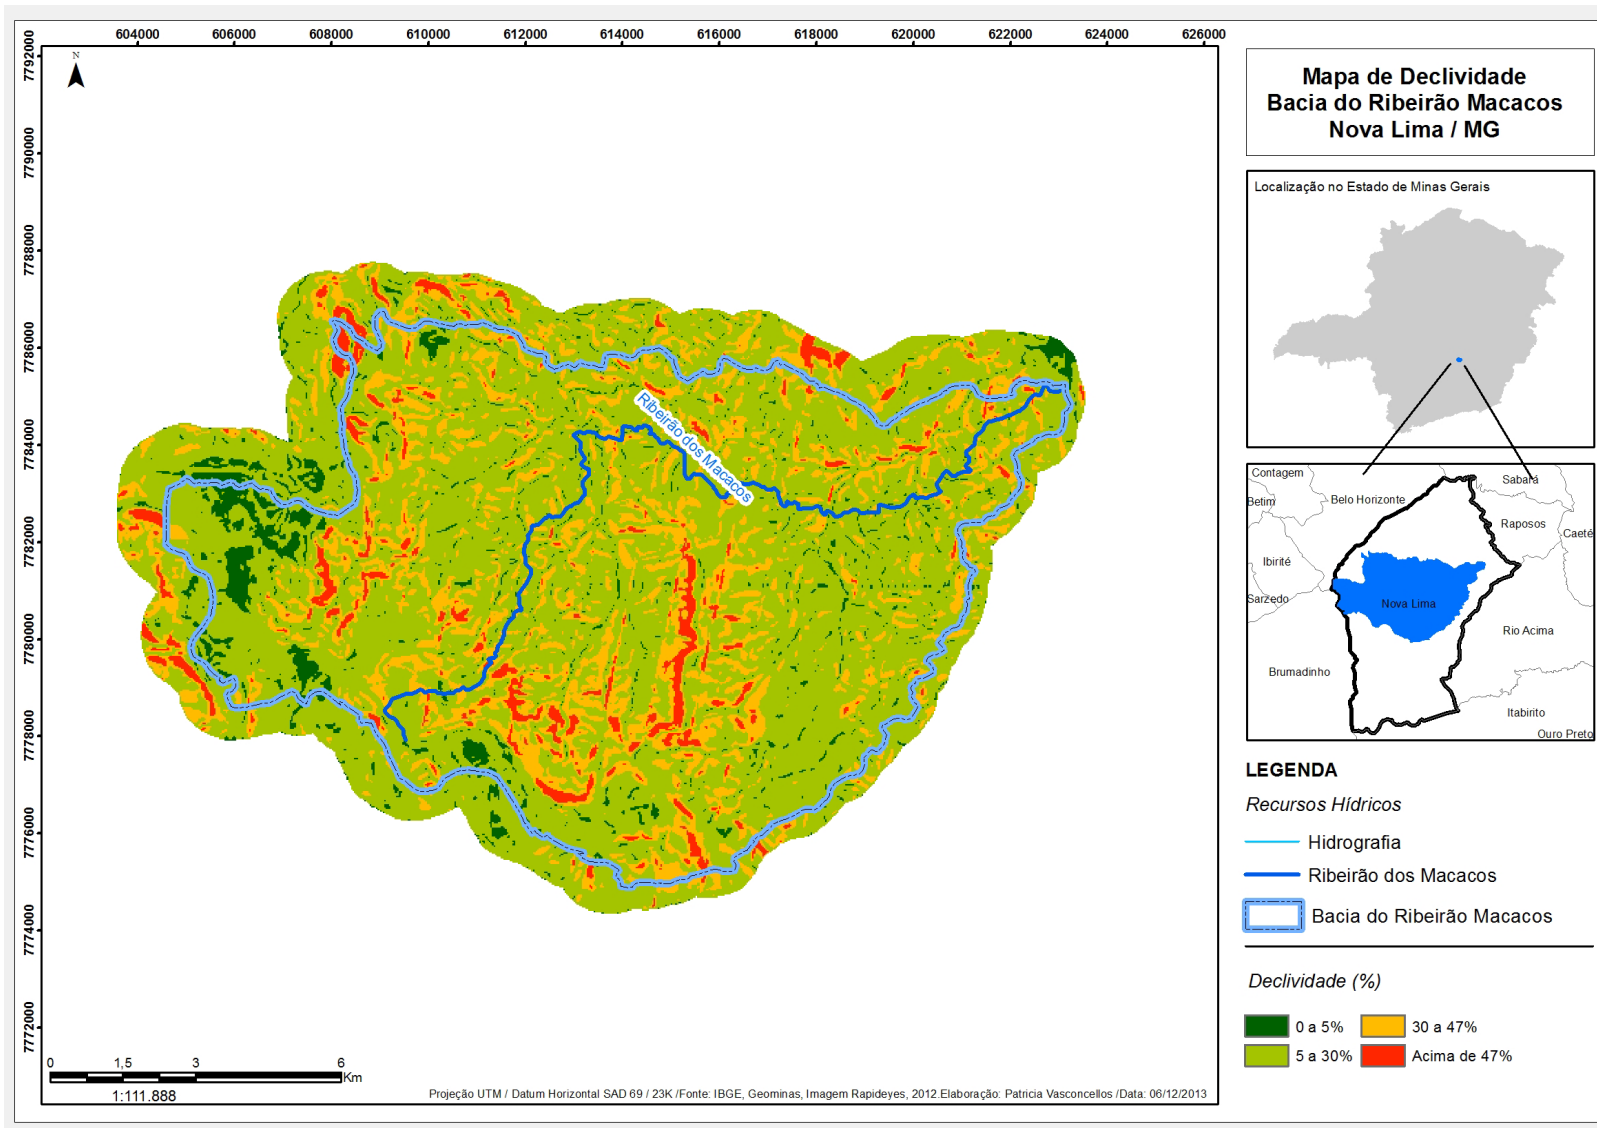 604000 606000 608000 610000 612000 614000 616000 618000 620000 622000 624000 626000
7792000
7790000
7788000
7786000
7784000
7782000
7780000
7778000
7776000
7774000
7772000
N
Ribeirão dos Macacos
0 1,5 3 6
Km
1:111.888
Projeção UTM / Datum Horizontal SAD 69 / 23K /Fonte: IBGE, Geominas, Imagem Rapideyes, 2012.Elaboração: Patricia Vasconcellos /Data: 06/12/2013
Mapa de Declividade
Bacia do Ribeirão Macacos
Nova Lima / MG
Localização no Estado de Minas Gerais
Contagem
Sabará
Betim
Belo Horizonte
Raposos
Caeté
Ibirité
Sarzedo
Nova Lima
Rio Acima
Brumadinho
Itabirito
Ouro Preto
LEGENDA
Recursos Hídricos
Hidrografia
Ribeirão dos Macacos
Bacia do Ribeirão Macacos
Declividade (%)
0 a 5% 30 a 47%
5 a 30% Acima de 47%